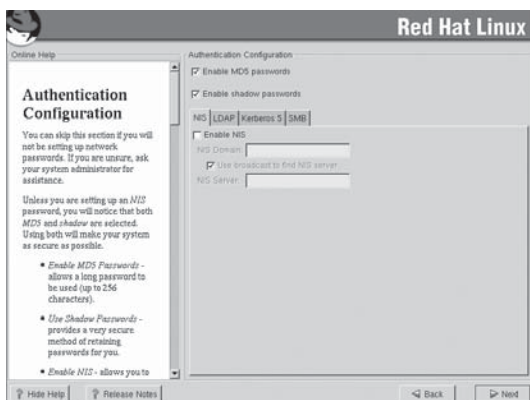 Red Hat Linux
Online Help
Authentication
Configuration
You can skip this section if you will
not be setting up network
passwords. If you are unsure, ask
your system administrator for
assistance.
Unless you are setting up an NIS
password, you will notice that both
MD5 and shadow are selected.
Using both will make your system
as secure as possible.
• Enable MD5 Passwords -
allows a long password to
be used (up to 256
characters).
• Use Shadow Passwords -
provides a very secure
method of retaining
passwords for you.
• Enable NIS - allows you to
Authentication Configuration
Enable MD5 passwords
Enable shadow passwords
NIS LDAP Kerberos 5 SMB
Enable NIS
NIS Domain:
Use broadcast to find NIS server
NIS Server:
Hide Help
Release Notes
Back
Next